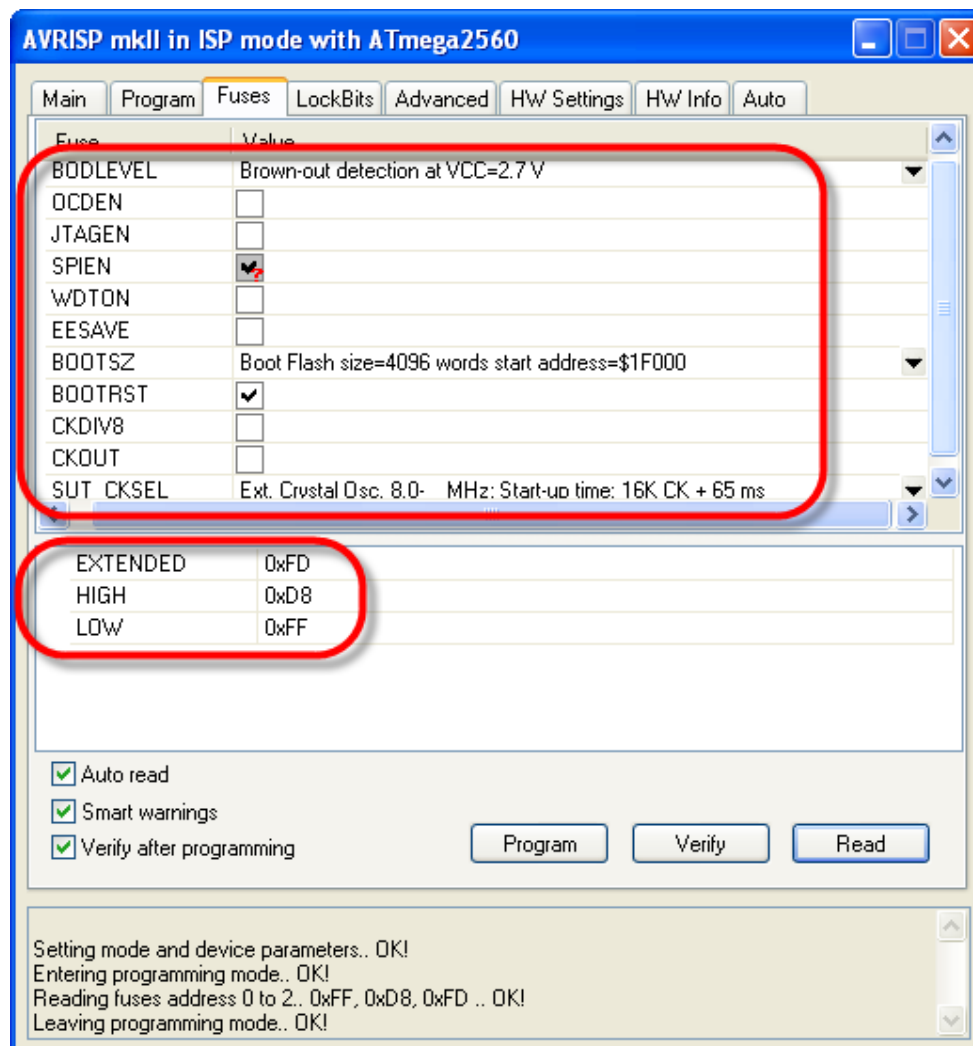 AVRISP mkII in ISP mode with ATmega2560
Main Program Fuses LockBits Advanced HW Settings HW Info Auto
Fuse Value
BODLEVEL Brown-out detection at VCC=2.7 V
OCDEN
JTAGEN
SPIEN
WDTON
EESAVE
BOOTSZ Boot Flash size=4096 words start address=$1F000
BOOTRST
CKDIV8
CKOUT
SUT_CKSEL Ext. Crystal Osc. 8.0- MHz; Start-up time: 16K CK + 65 ms
EXTENDED 0xFD
HIGH 0xD8
LOW 0xFF
Auto read
Smart warnings
Verify after programming
Program Verify Read
Setting mode and device parameters.. OK!
Entering programming mode.. OK!
Reading fuses address 0 to 2.. 0xFF, 0xD8, 0xFD .. OK!
Leaving programming mode.. OK!